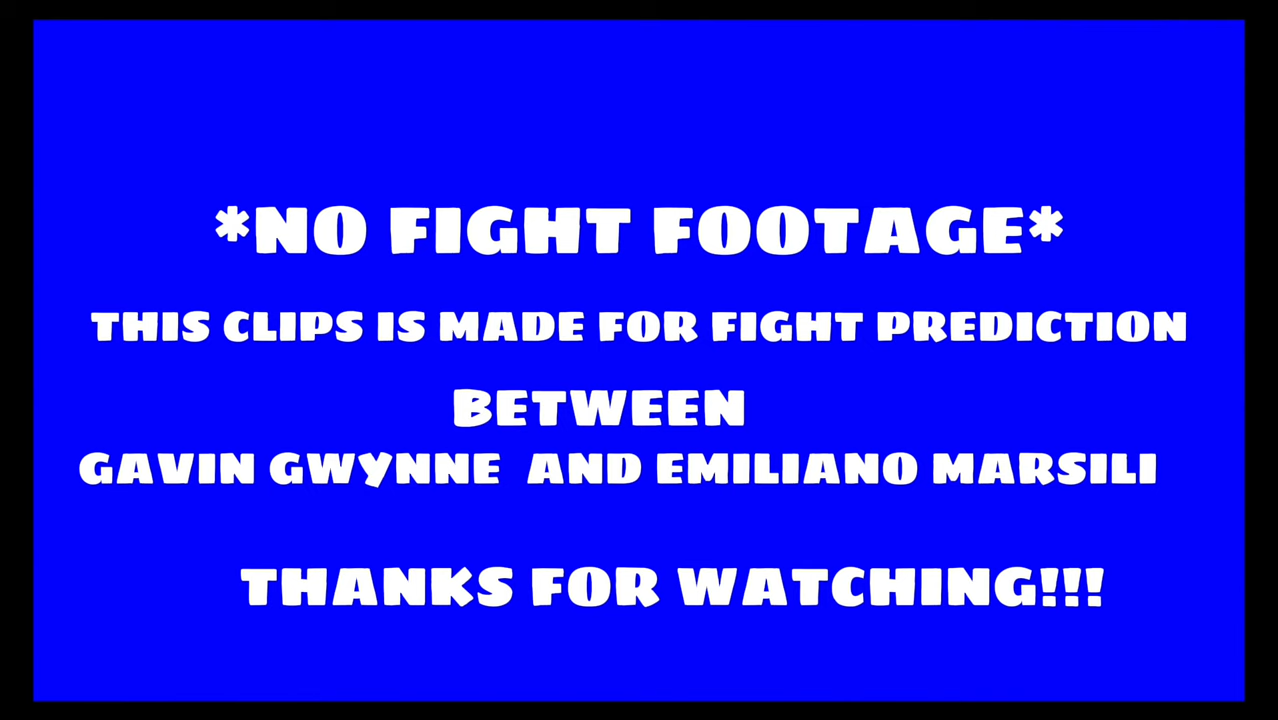 *NO FIGHT FOOTAGE*
THIS CLIPS IS MADE FOR FIGHT PREDICTION
BETWEEN
GAVIN GWYNNE AND EMILIANO MARSILI
THANKS FOR WATCHING!!!